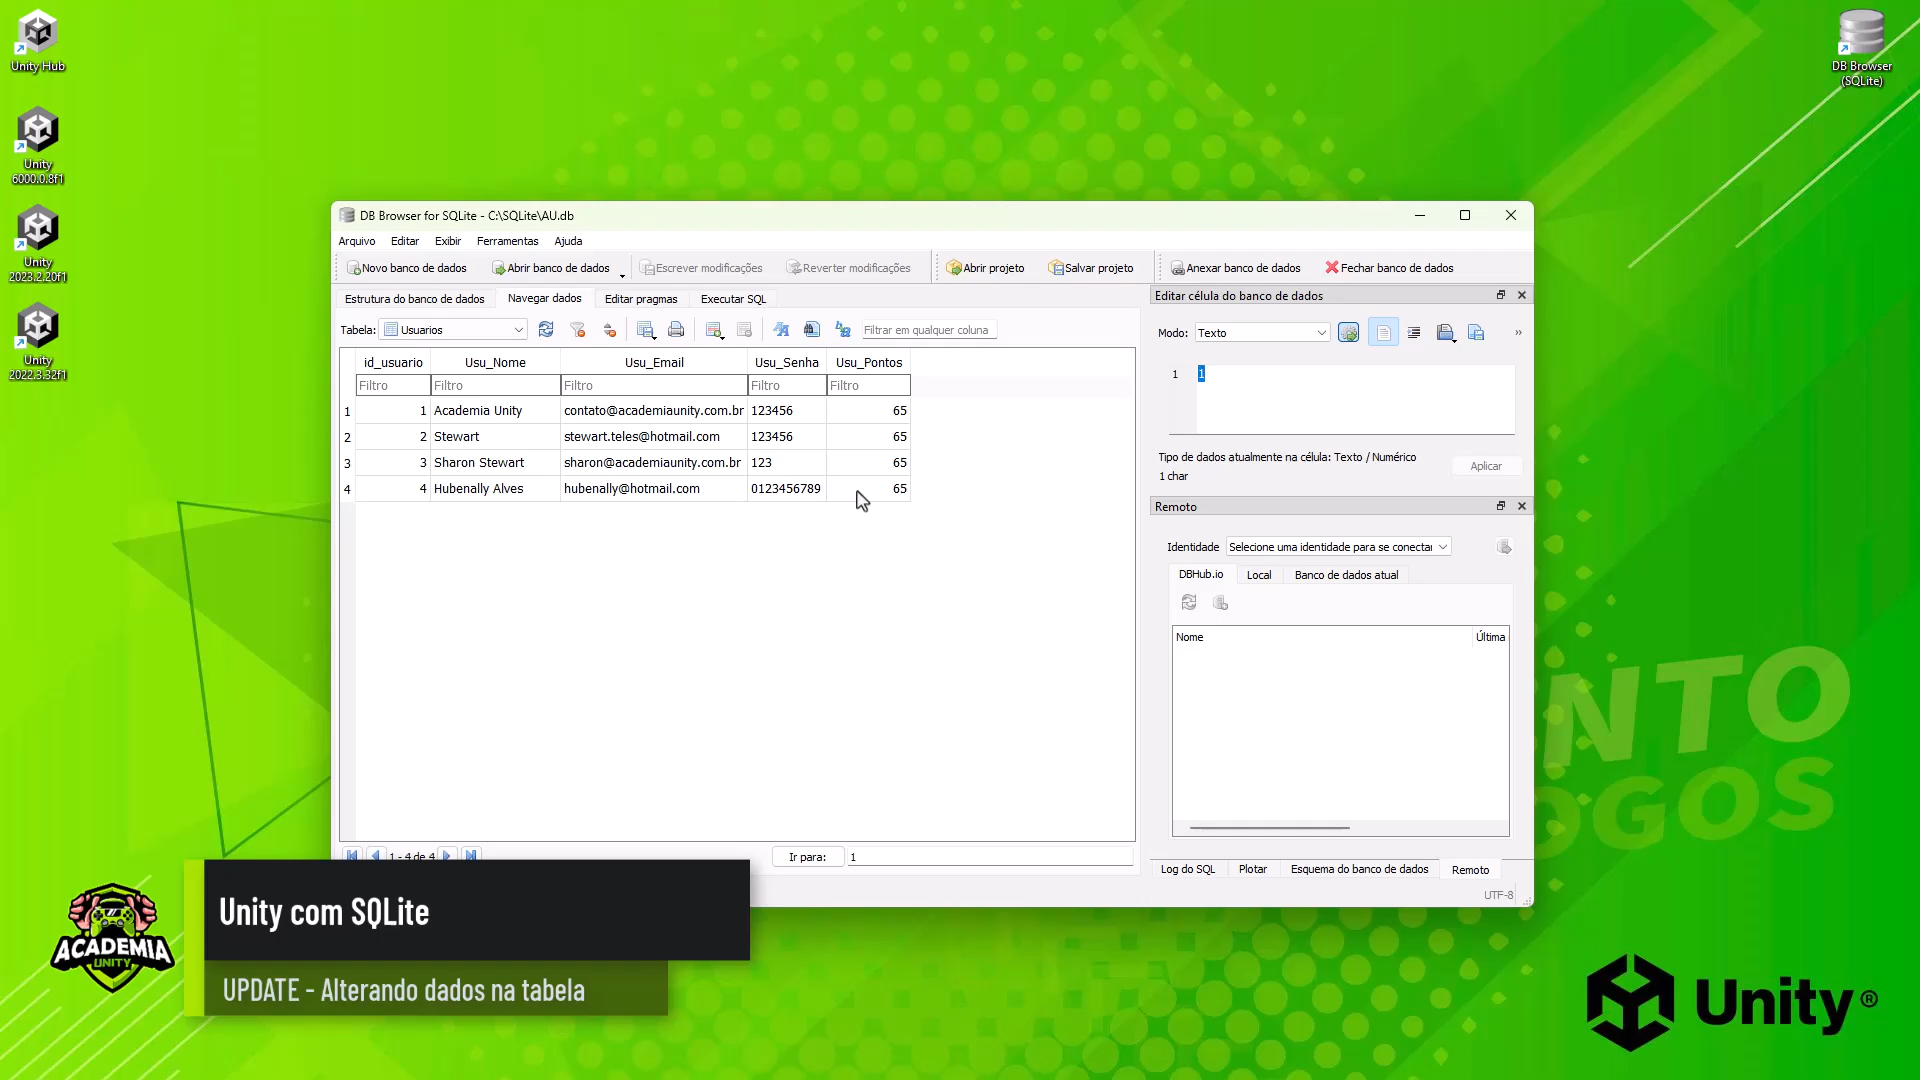 Unity Hub
Unity
6000.0.8f1
Unity
2023.2.20f1
Unity
2022.3.32f1
DB Browser
(SQLite)
DB Browser for SQLite - C:\SQLite\AU.db
Arquivo Editar Exibir Ferramentas Ajuda
Novo banco de dados Abrir banco de dados Escrever modificações Reverter modificações Abrir projeto Salvar projeto Anexar banco de dados Fechar banco de dados
Estrutura do banco de dados Navegar dados Editar pragmas Executar SQL
Tabela: Usuarios Filtrar em qualquer coluna
id_usuario Usu_Nome Usu_Email Usu_Senha Usu_Pontos
Filtro Filtro Filtro Filtro Filtro
1 1 Academia Unity contato@academiaunity.com.br 123456 65
2 2 Stewart stewart.teles@hotmail.com 123456 65
3 3 Sharon Stewart sharon@academiaunity.com.br 123 65
4 4 Hubenally Alves hubenally@hotmail.com 0123456789 65
1 - 4 de 4 Ir para: 1
Editar célula do banco de dados
Modo: Texto
1 1
Tipo de dados atualmente na célula: Texto / Numérico
1 char
Aplicar
Remoto
Identidade Selecione uma identidade para se conectar
DBHub.io Local Banco de dados atual
Nome Última
Log do SQL Plotar Esquema do banco de dados Remoto
UTF-8
NTO
OGOS
ACADEMIA
UNITY
Unity com SQLite
UPDATE - Alterando dados na tabela
Unity®